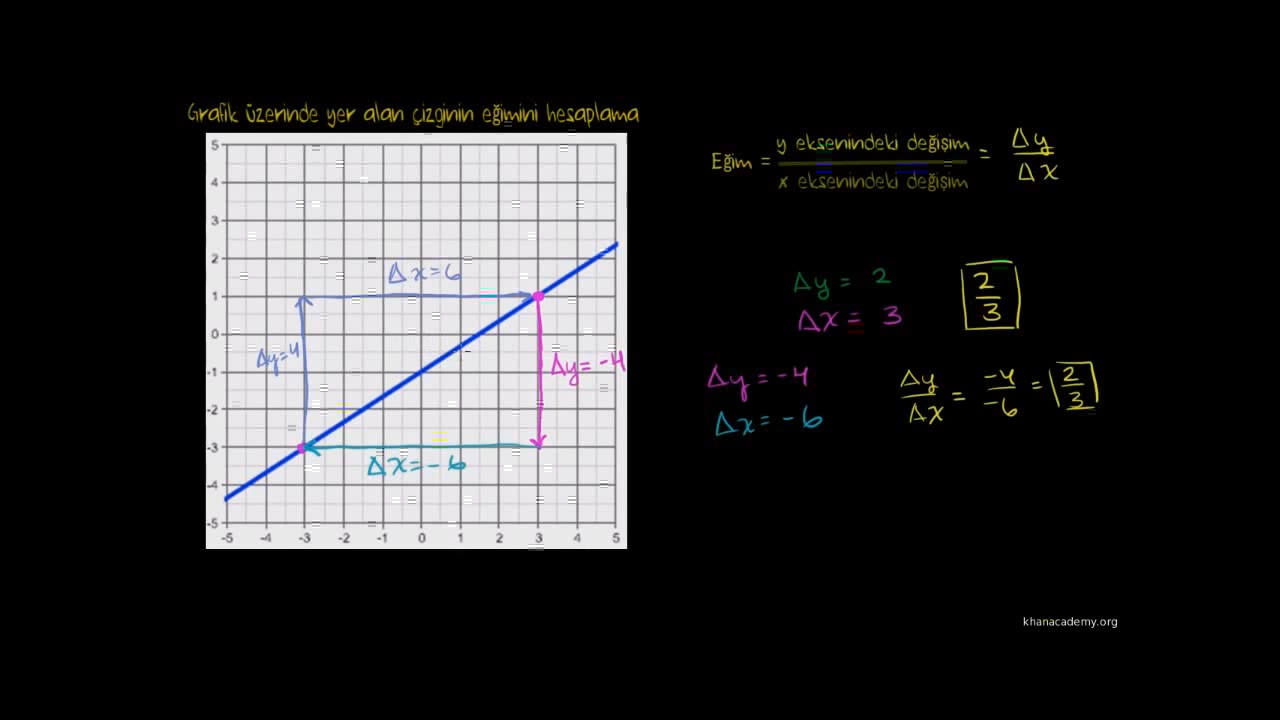 Grafik üzerinde yer alan çizginin eğimini hesaplama
Eğim = y eksenindeki değişim / x eksenindeki değişim = Δy / Δx
5
4
3
2
1
0
-1
-2
-3
-4
-5
-5 -4 -3 -2 -1 0 1 2 3 4 5
Δx=6
Δy=4
Δy=-4
Δx=-6
Δy = 2
Δx = 3
2/3
Δy = -4
Δx = -6
Δy/Δx = -4/-6 = 2/3
khanacademy.org